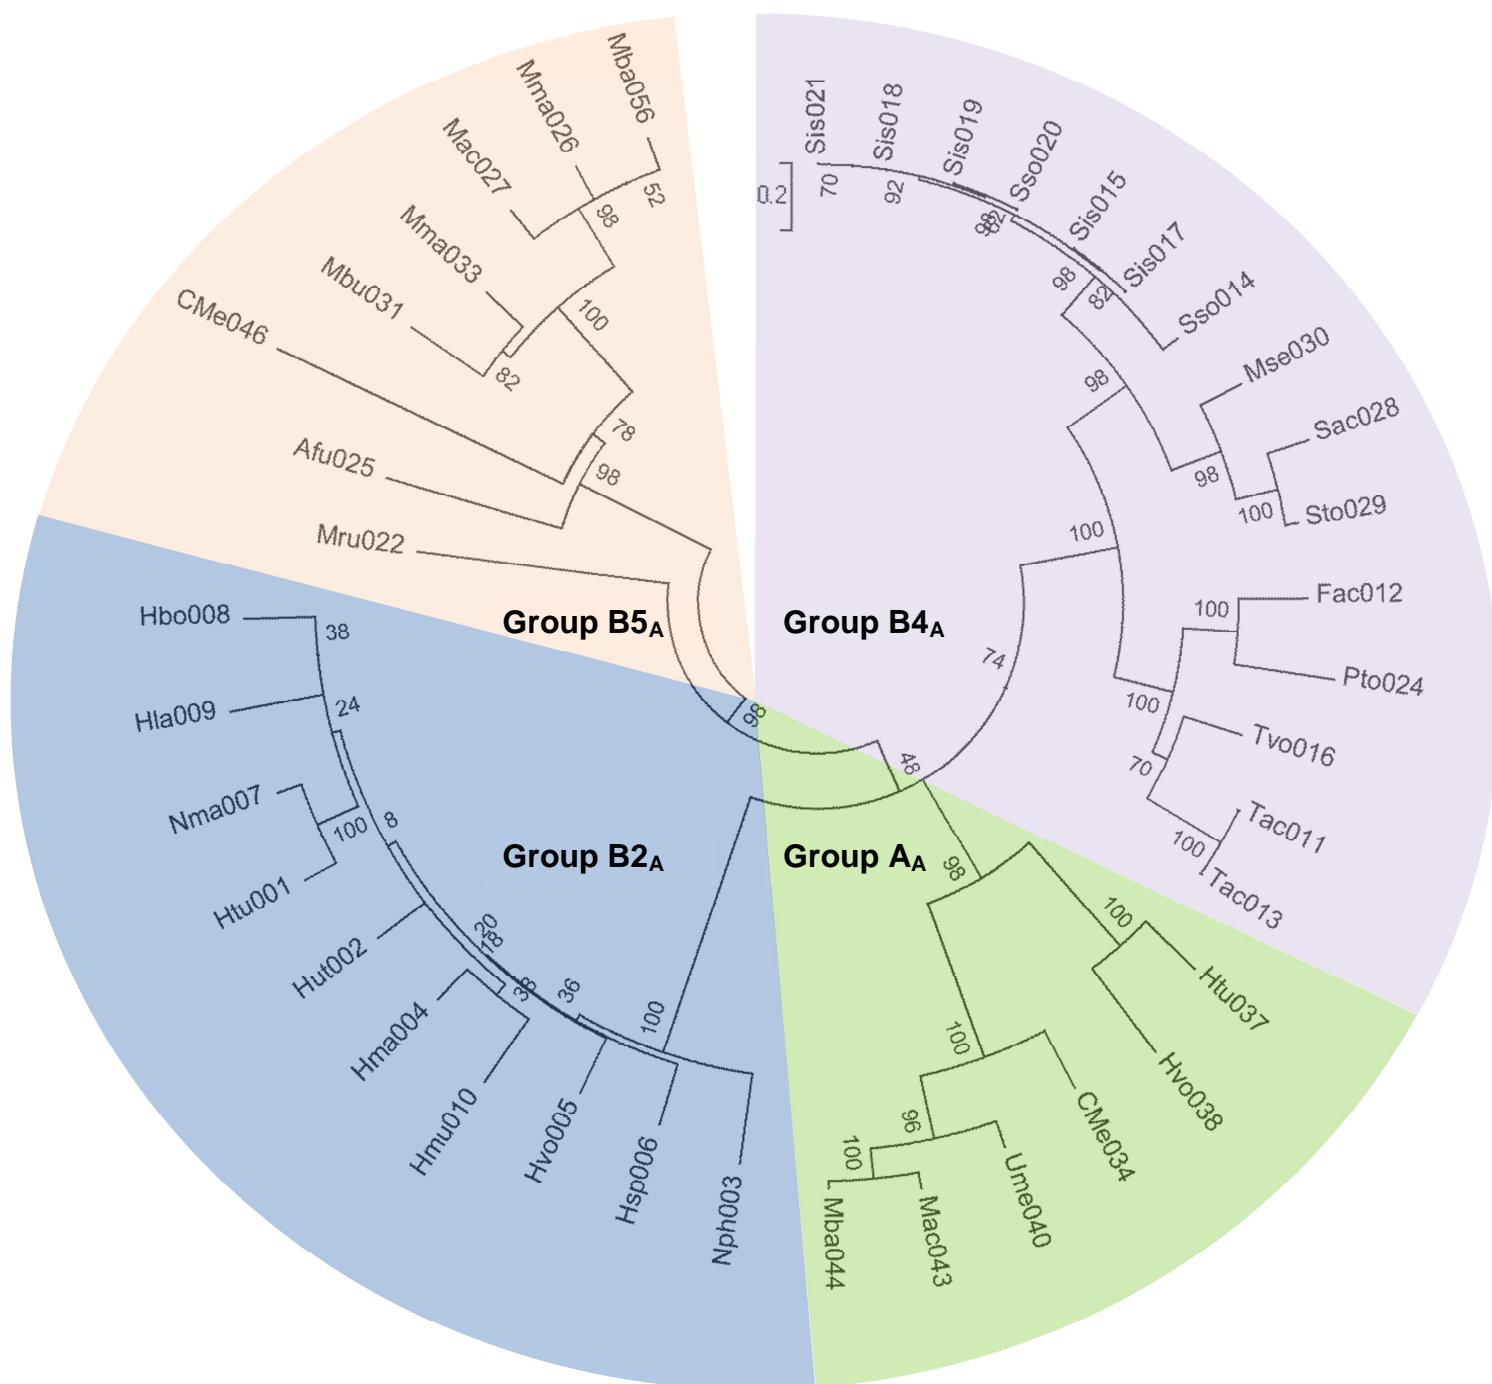 Mba056
Mma026
Mac027
Mma033
Mbu031
CMe046
Afu025
Mru022
52
98
100
82
78
98
Group B5A
Sis021
Sis018
Sis019
Sso020
Sis015
Sis017
Sso014
Mse030
Sac028
Sto029
Fac012
Pto024
Tvo016
Tac011
Tac013
0.2
70
92
98
82
98
98
100
100
100
100
70
100
74
48
98
Group B4A
Hbo008
Hla009
Nma007
Htu001
Hut002
Hma004
Hmu010
Hvo005
Hsp006
Nph003
38
24
100
8
20
18
36
100
Group B2A
Group AA
98
100
100
96
100
Htu037
Hvo038
CMe034
Ume040
Mac043
Mba044